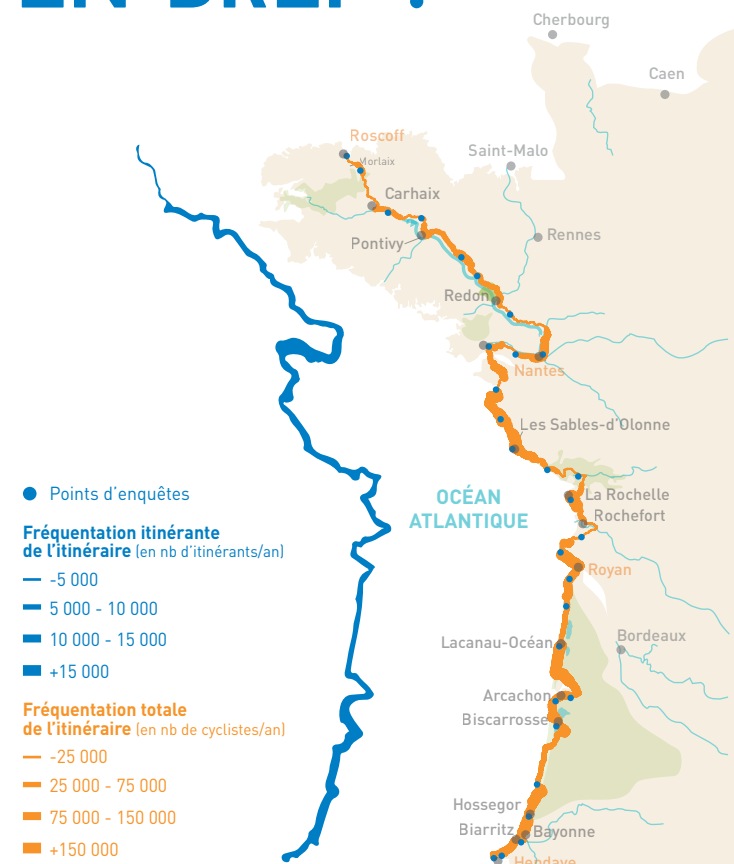 EN BREF !
Cherbourg
Caen
Roscoff
Morlaix
Saint-Malo
Carhaix
Rennes
Pontivy
Redon
Nantes
Les Sables-d'Olonne
La Rochelle
Rochefort
OCÉAN
ATLANTIQUE
Royan
Bordeaux
Lacanau-Océan
Arcachon
Biscarrosse
Hossegor
Biarritz
Bayonne
Hendaye
Points d'enquêtes
Fréquentation itinérante
de l'itinéraire (en nb d'itinérants/an)
-5 000
5 000 - 10 000
10 000 - 15 000
+15 000
Fréquentation totale
de l'itinéraire (en nb de cyclistes/an)
-25 000
25 000 - 75 000
75 000 - 150 000
+150 000